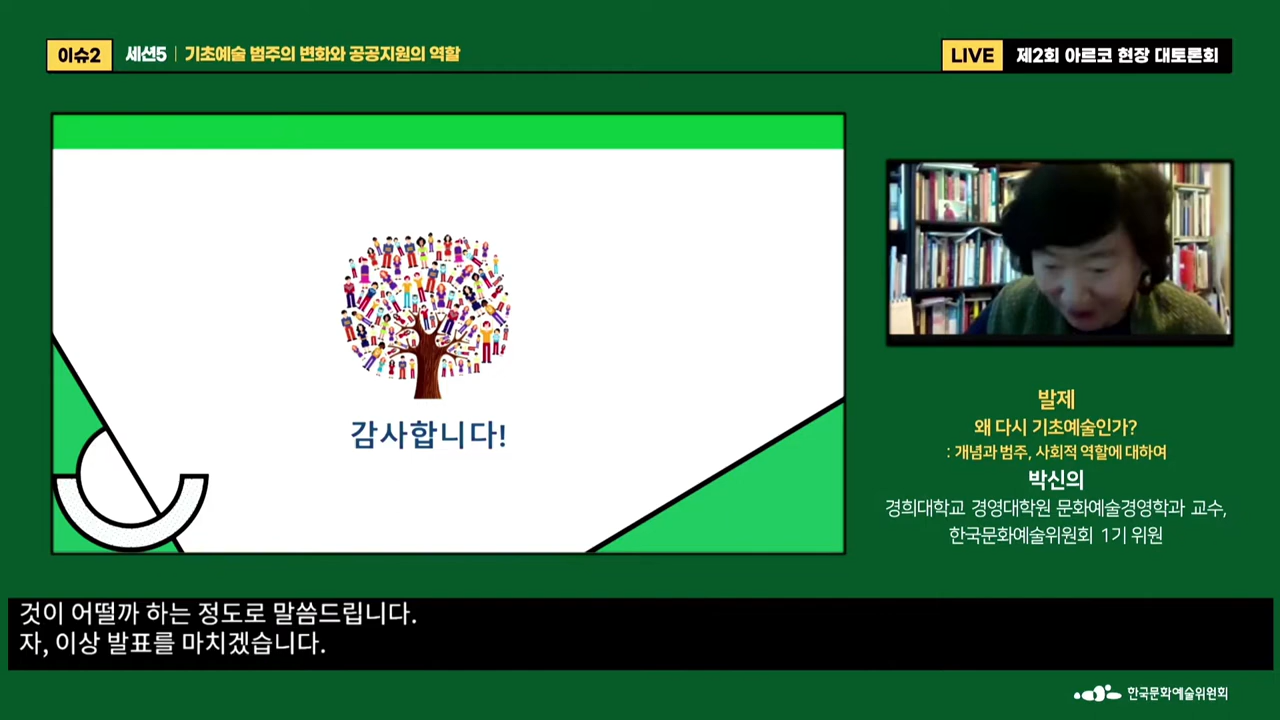 이슈2
세션5 | 기초예술 범주의 변화와 공공지원의 역할
LIVE
제2회 아르코 현장 대토론회
감사합니다!
발제
왜 다시 기초예술인가?
: 개념과 범주, 사회적 역할에 대하여
박신의
경희대학교 경영대학원 문화예술경영학과 교수,
한국문화예술위원회 1기 위원
것이 어떨까 하는 정도로 말씀드립니다.
자, 이상 발표를 마치겠습니다.
한국문화예술위원회